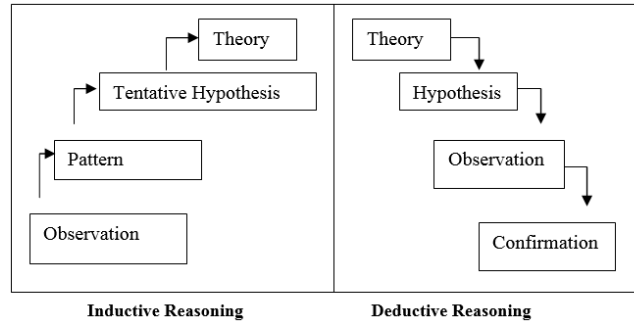 Theory
Tentative Hypothesis
Pattern
Observation
Theory
Hypothesis
Observation
Confirmation
Inductive Reasoning
Deductive Reasoning